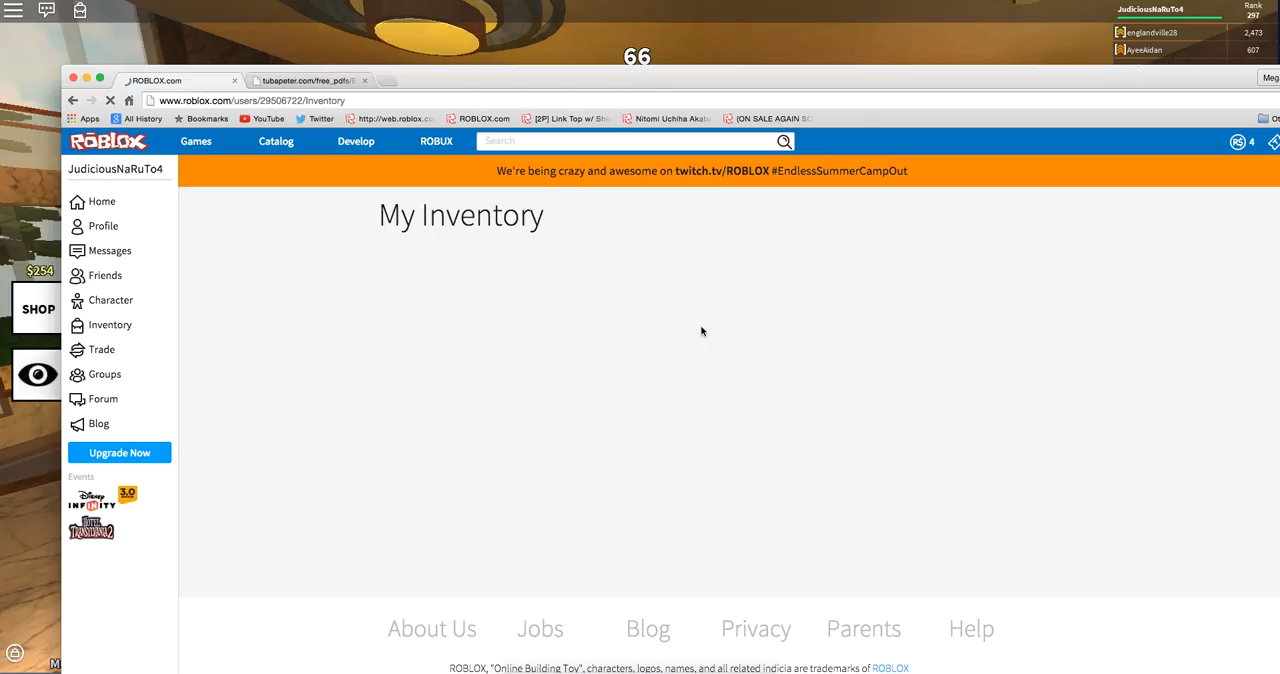 JudiciousNaRuTo4
Rank
297
englandville28 2,473
AyeeAidan 607
66
ROBLOX.com
tubapeter.com/free_pdfs/E
www.roblox.com/users/29506722/Inventory
Apps All History Bookmarks YouTube Twitter http://web.roblox.co ROBLOX.com [2P] Link Top w/ Nitomi Uchiha Akats (ON SALE AGAIN
ROBLOX Games Catalog Develop ROBUX Search R$ 4
JudiciousNaRuTo4
We're being crazy and awesome on twitch.tv/ROBLOX #EndlessSummerCampOut
My Inventory
Home
Profile
Messages
Friends
Character
Inventory
Trade
Groups
Forum
Blog
Upgrade Now
Events
Disney INFINITY 3.0
HOTEL TRANSYLVANIA 2
$254
SHOP
About Us Jobs Blog Privacy Parents Help
ROBLOX, "Online Building Toy", characters, logos, names, and all related indicia are trademarks of ROBLOX